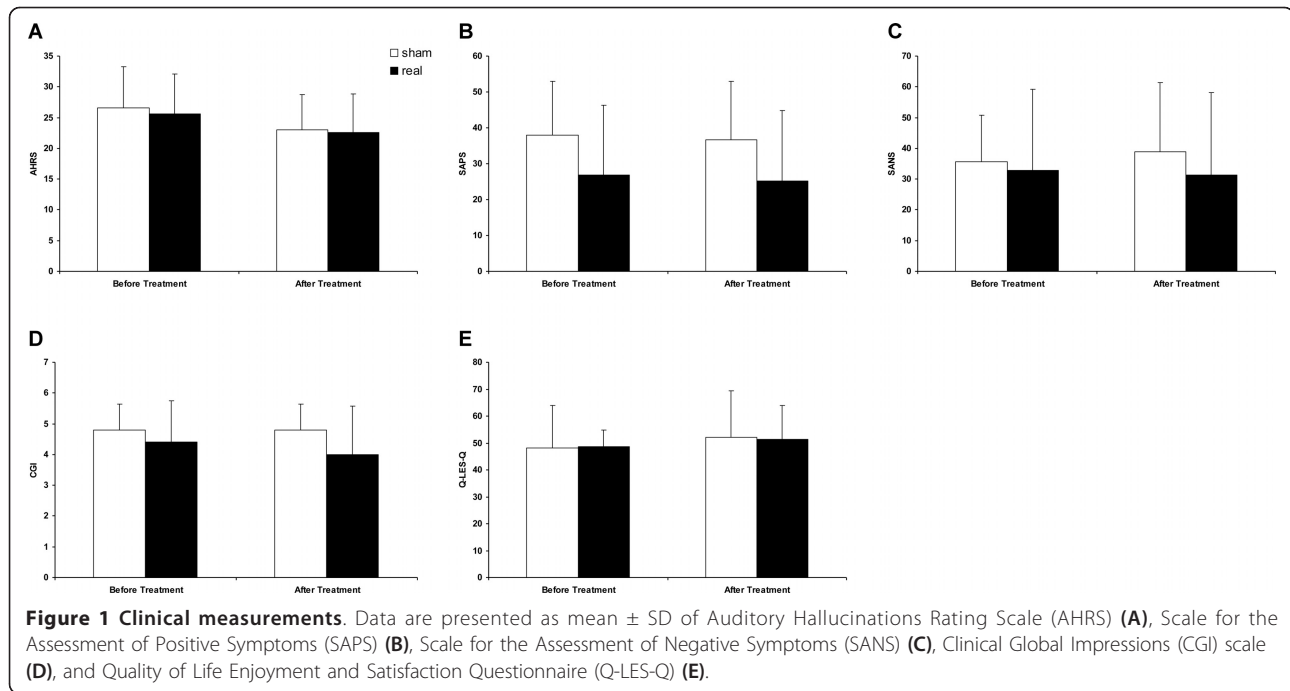 A
sham
real
35
30
25
20
15
10
5
0
AHRS
Before Treatment After Treatment
B
60
50
40
30
20
10
0
SAPS
Before Treatment After Treatment
C
70
60
50
40
30
20
10
0
SANS
Before Treatment After Treatment
D
7
6
5
4
3
2
1
0
CGI
Before Treatment After Treatment
E
80
70
60
50
40
30
20
10
0
Q-LES-Q
Before Treatment After Treatment
Figure 1 Clinical measurements. Data are presented as mean ± SD of Auditory Hallucinations Rating Scale (AHRS) (A), Scale for the
Assessment of Positive Symptoms (SAPS) (B), Scale for the Assessment of Negative Symptoms (SANS) (C), Clinical Global Impressions (CGI) scale
(D), and Quality of Life Enjoyment and Satisfaction Questionnaire (Q-LES-Q) (E).